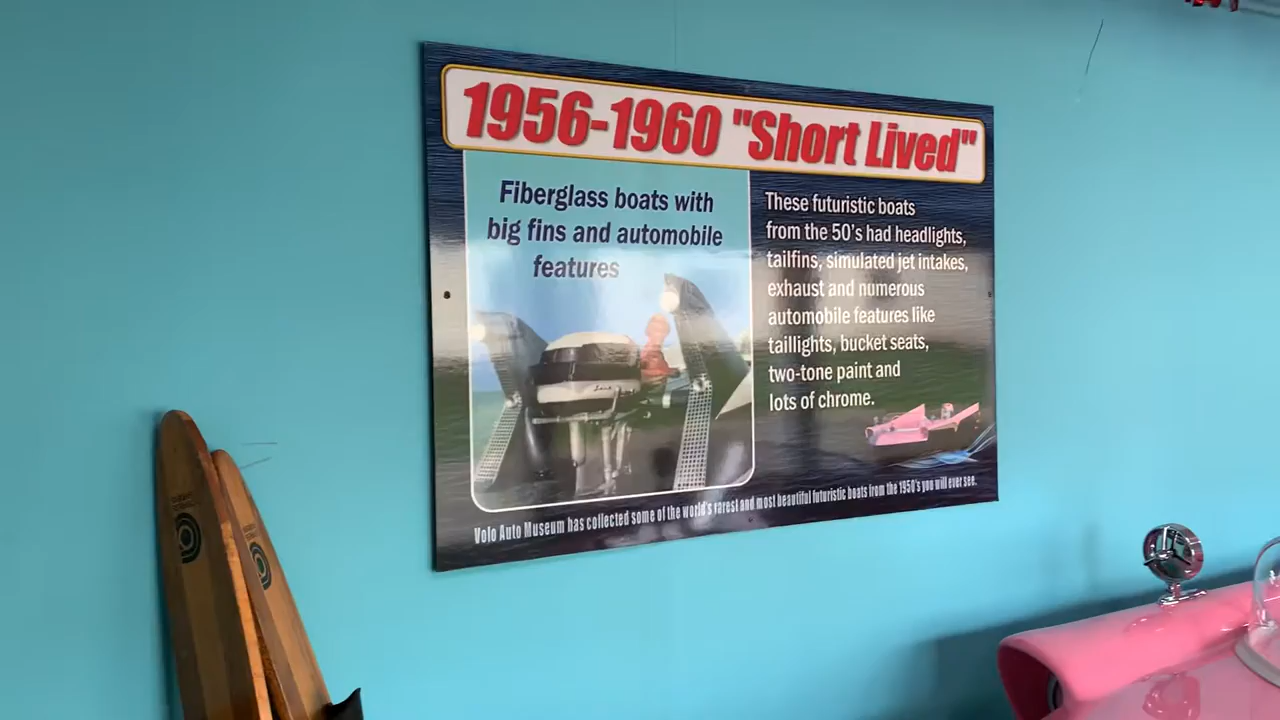 1956-1960 "Short Lived"
Fiberglass boats with
big fins and automobile
features
These futuristic boats
from the 50's had headlights,
tailfins, simulated jet intakes,
exhaust and numerous
automobile features like
taillights, bucket seats,
two-tone paint and
lots of chrome.
Volo Auto Museum has collected some of the world's rarest and most beautiful futuristic boats from the 1950's you will ever see.